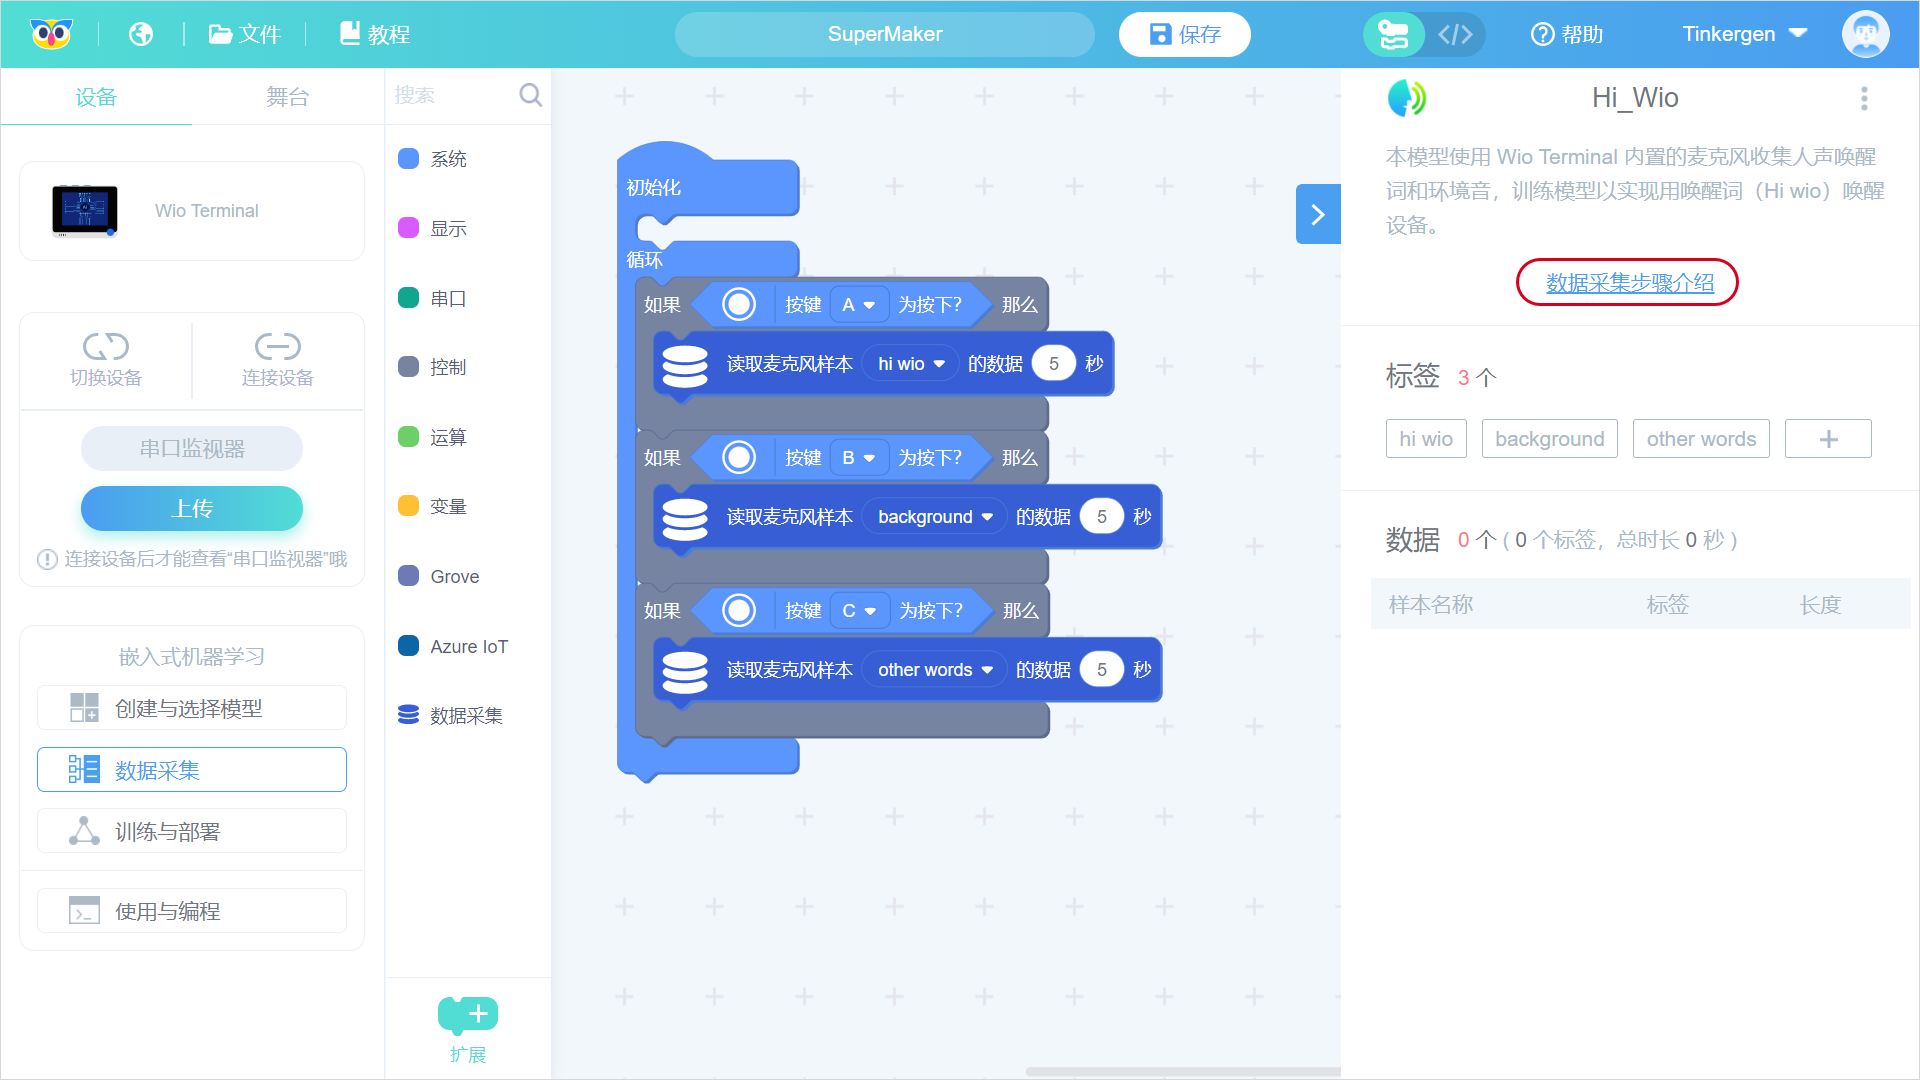 文件
教程
SuperMaker
保存
帮助
Tinkergen
设备
舞台
Wio Terminal
切换设备
连接设备
串口监视器
上传
连接设备后才能查看“串口监视器”哦
嵌入式机器学习
创建与选择模型
数据采集
训练与部署
使用与编程
搜索
系统
显示
串口
控制
运算
变量
Grove
Azure IoT
数据采集
扩展
初始化
循环
如果 按键 A 为按下? 那么
读取麦克风样本 hi wio 的数据 5 秒
如果 按键 B 为按下? 那么
读取麦克风样本 background 的数据 5 秒
如果 按键 C 为按下? 那么
读取麦克风样本 other words 的数据 5 秒
Hi_Wio
本模型使用 Wio Terminal 内置的麦克风收集人声唤醒
词和环境音，训练模型以实现用唤醒词（Hi wio）唤醒
设备。
数据采集步骤介绍
标签 3 个
hi wio
background
other words
数据 0 个 ( 0 个标签，总时长 0 秒 )
样本名称 标签 长度